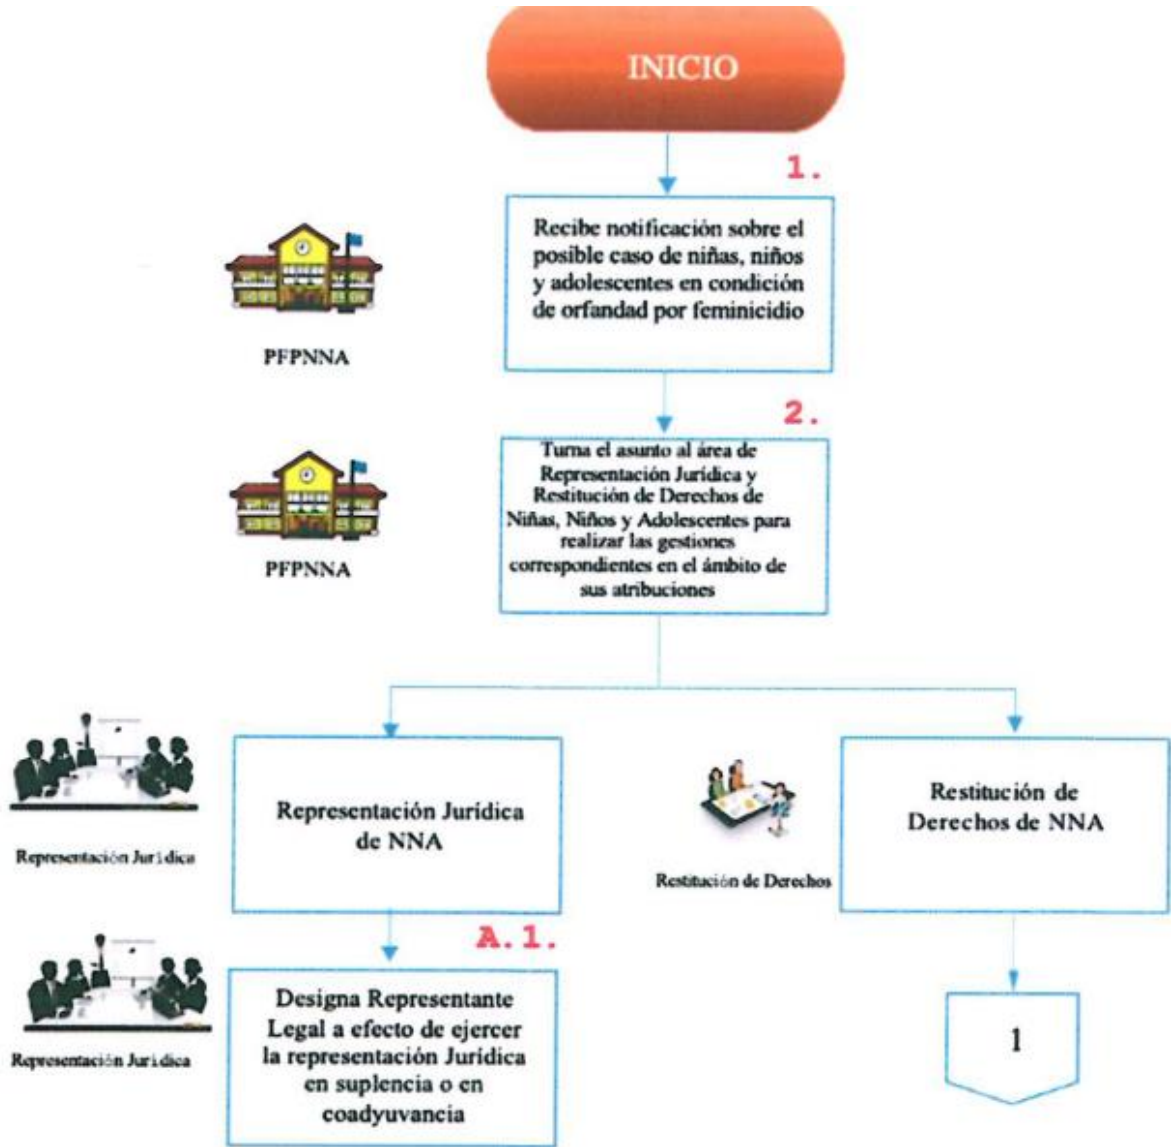 INICIO
1.
Recibe notificación sobre el
posible caso de niñas, niños
y adolescentes en condición
de orfandad por feminicidio
PFPNNA
2.
Turna el asunto al área de
Representación Jurídica y
Restitución de Derechos de
Niñas, Niños y Adolescentes para
realizar las gestiones
correspondientes en el ámbito de
sus atribuciones
PFPNNA
Representación Jurídica
de NNA
Representación Jurídica
Restitución de
Derechos de NNA
Restitución de Derechos
A.1.
Designa Representante
Legal a efecto de ejercer
la representación Jurídica
en suplencia o en
coadyuvancia
Representación Jurídica
1